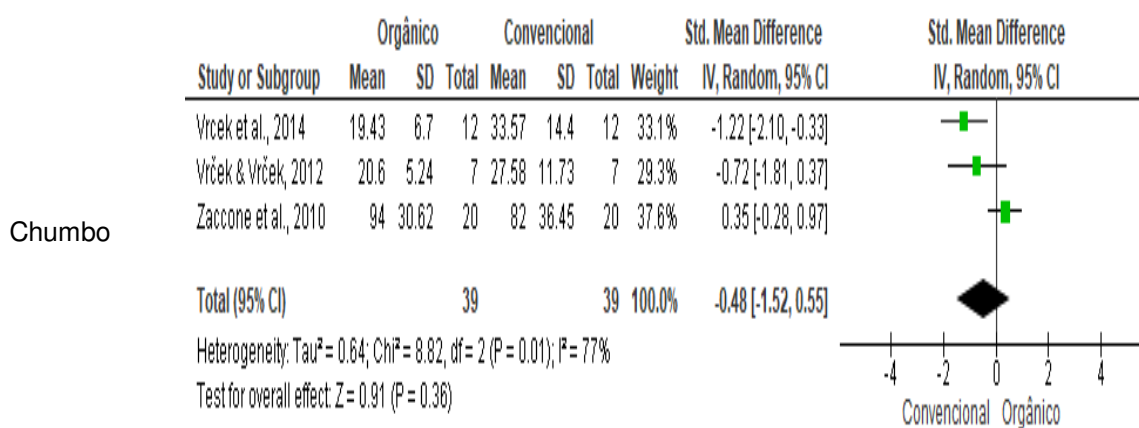 Orgânico Convencional Std. Mean Difference Std. Mean Difference
Study or Subgroup Mean SD Total Mean SD Total Weight IV, Random, 95% CI IV, Random, 95% CI
Vrcek et al., 2014 19.43 6.7 12 33.57 14.4 12 33.1% -1.22 [-2.10, -0.33]
Vrček & Vrček, 2012 20.6 5.24 7 27.58 11.73 7 29.3% -0.72 [-1.81, 0.37]
Zaccone et al., 2010 94 30.62 20 82 36.45 20 37.6% 0.35 [-0.28, 0.97]
Chumbo
Total (95% CI) 39 39 100.0% -0.48 [-1.52, 0.55]
Heterogeneity: Tau² = 0.64; Chi² = 8.82, df = 2 (P = 0.01); I² = 77%
Test for overall effect: Z = 0.91 (P = 0.36)
-4 -2 0 2 4
Convencional Orgânico